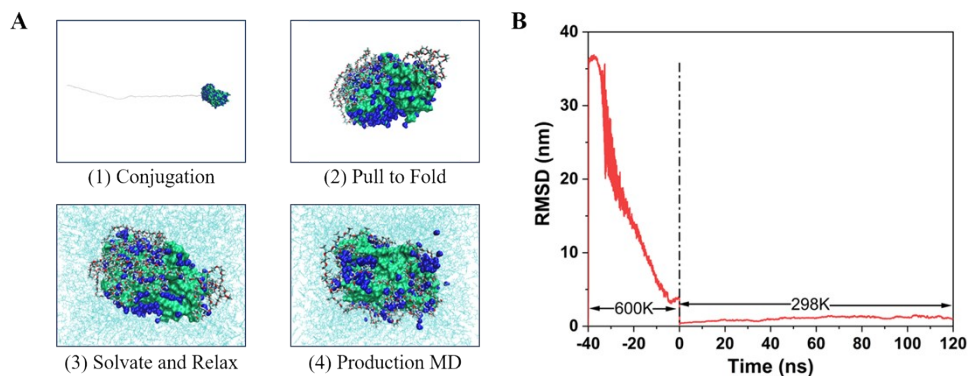 A
(1) Conjugation
(2) Pull to Fold
(3) Solvate and Relax
(4) Production MD
B
RMSD (nm)
40
30
20
10
0
600K
298K
-40 -20 0 20 40 60 80 100 120
Time (ns)